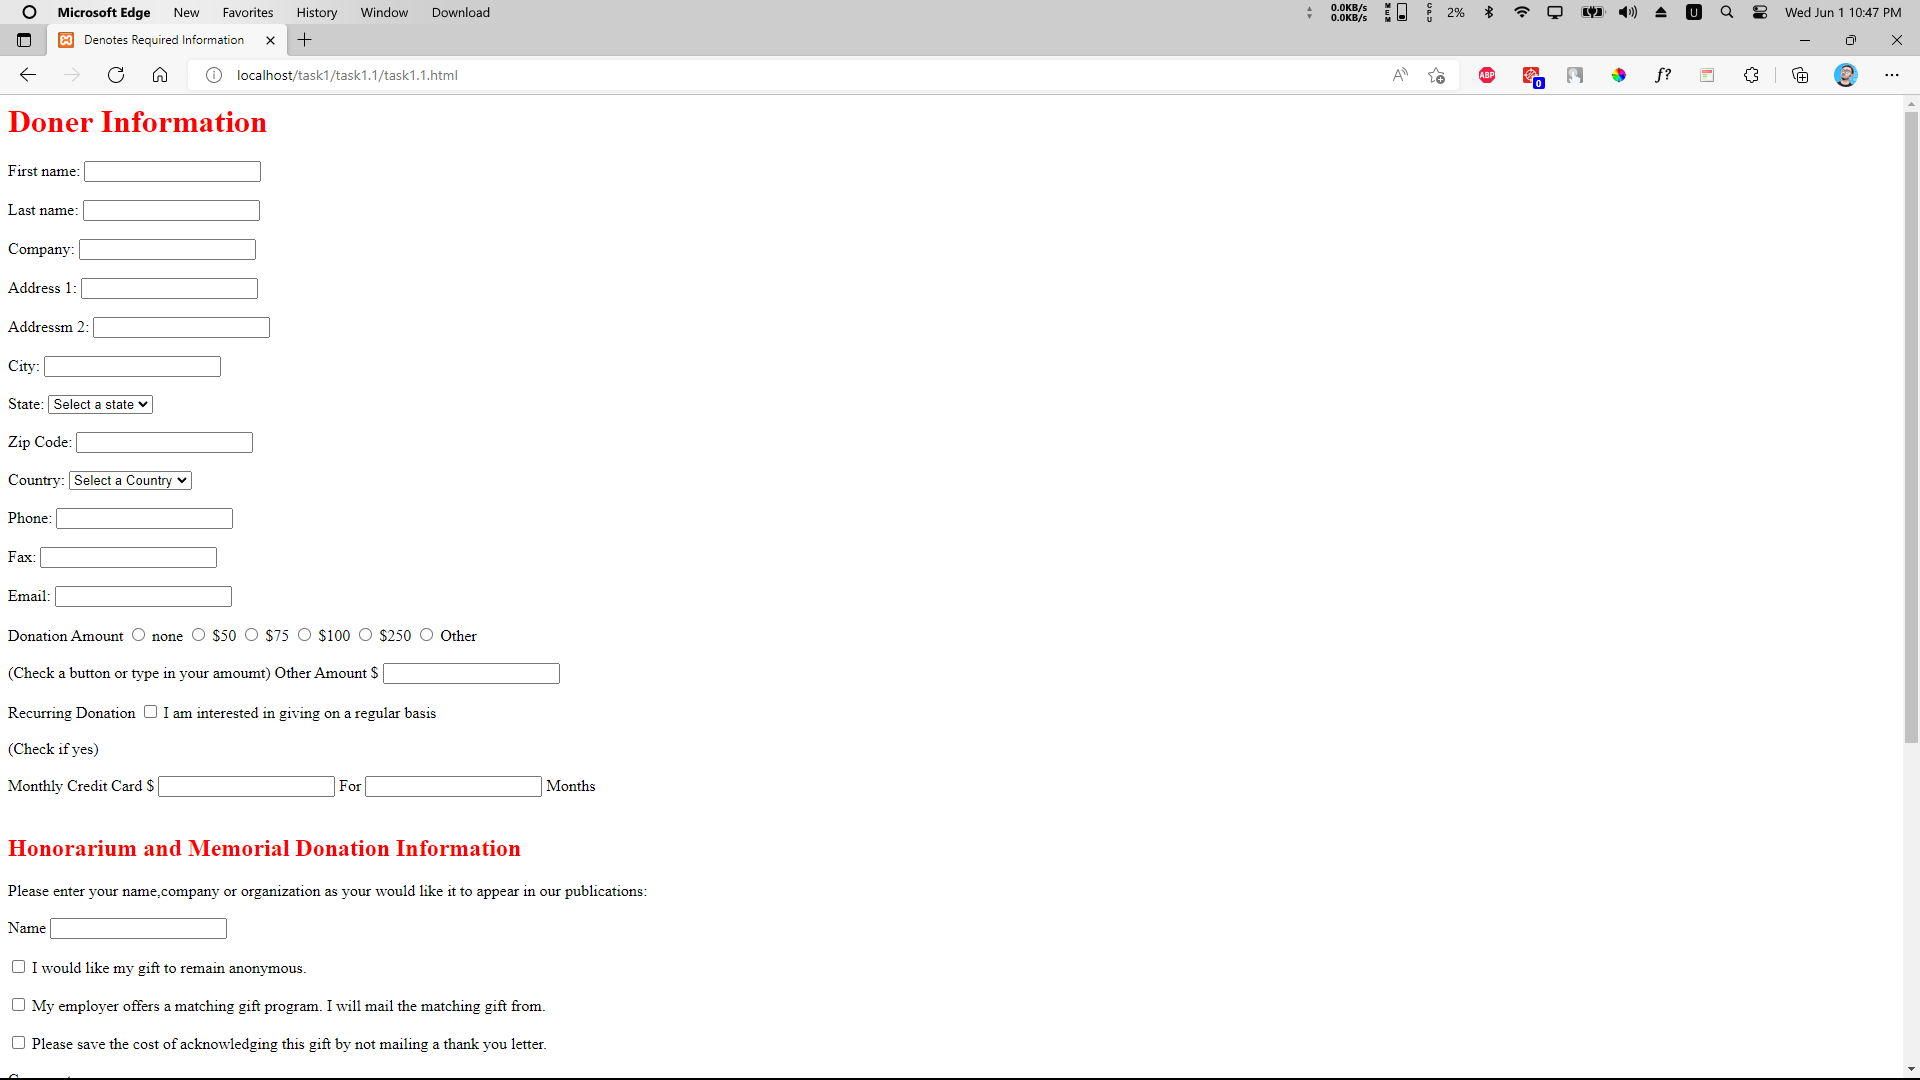 Microsoft Edge New Favorites History Window Download 0.0KB/s 0.0KB/s MEM CPU 2% U Wed Jun 1 10:47 PM
Denotes Required Information
localhost/task1/task1.1/task1.1.html ABP 0 f?
Doner Information
First name:
Last name:
Company:
Address 1:
Addressm 2:
City:
State: Select a state
Zip Code:
Country: Select a Country
Phone:
Fax:
Email:
Donation Amount none $50 $75 $100 $250 Other
(Check a button or type in your amoumt) Other Amount $
Recurring Donation I am interested in giving on a regular basis
(Check if yes)
Monthly Credit Card $ For Months
Honorarium and Memorial Donation Information
Please enter your name,company or organization as your would like it to appear in our publications:
Name
I would like my gift to remain anonymous.
My employer offers a matching gift program. I will mail the matching gift from.
Please save the cost of acknowledging this gift by not mailing a thank you letter.